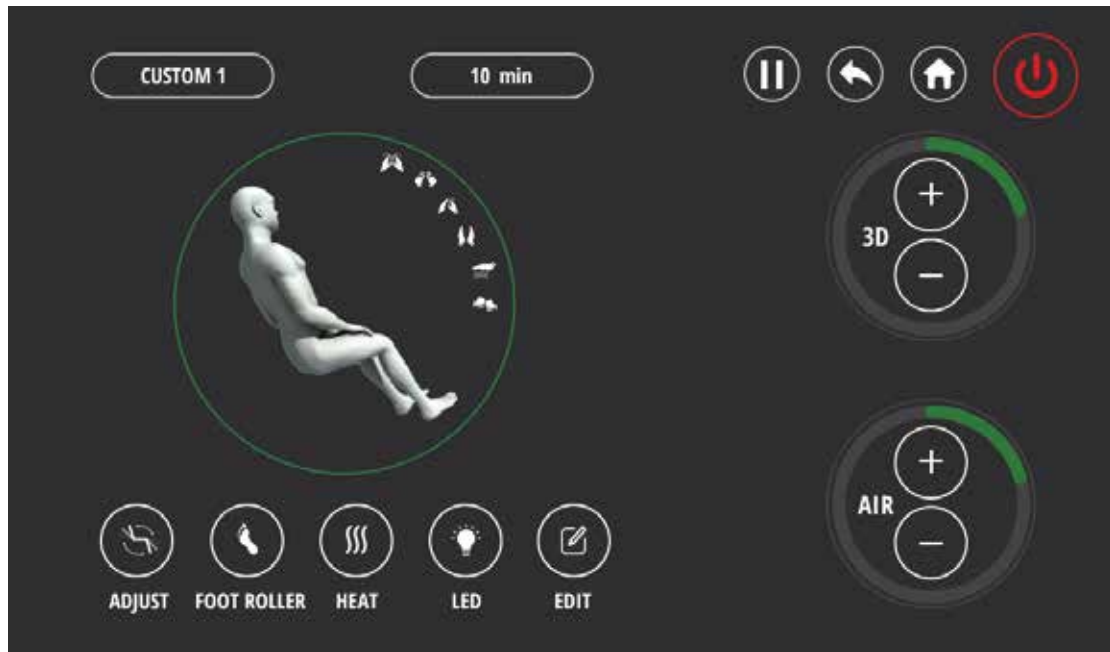 CUSTOM 1
10 min
3D
AIR
ADJUST
FOOT ROLLER
HEAT
LED
EDIT